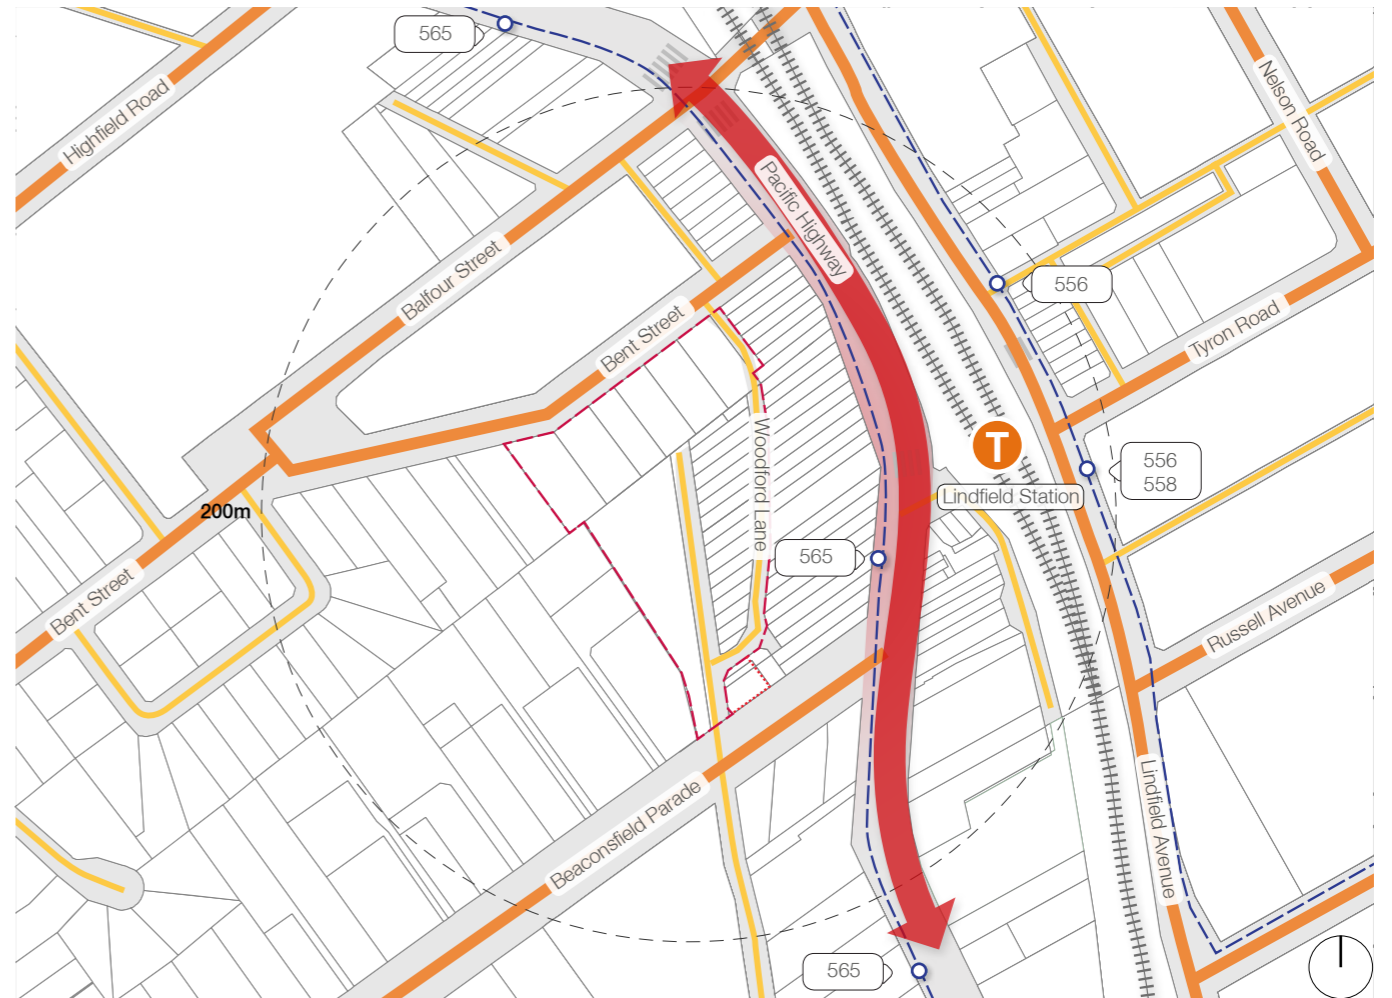 565
Highfield Road
Nelson Road
Pacific Highway
Balfour Street
556
Bent Street
Tyron Road
T
Woodford Lane
556
558
Lindfield Station
200m
565
Bent Street
Russell Avenue
Beaconsfield Parade
Lindfield Avenue
565